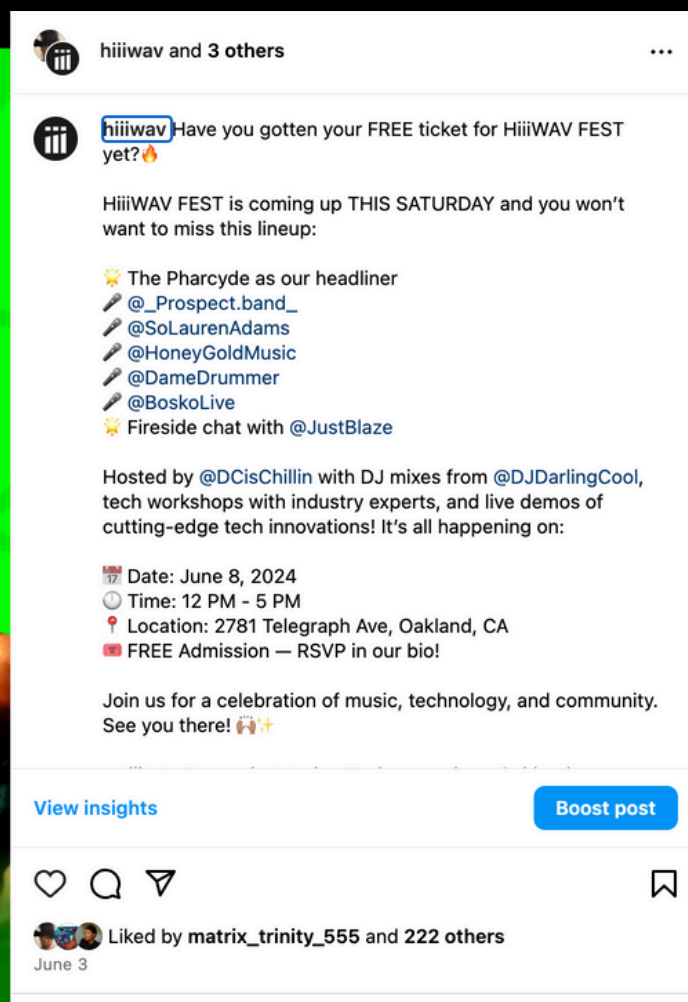 hiiiwav and 3 others
hiiiwav Have you gotten your FREE ticket for HiiiWAV FEST
yet?🔥
HiiiWAV FEST is coming up THIS SATURDAY and you won't
want to miss this lineup:
🌟 The Pharcyde as our headliner
🎤 @_Prospect.band_
🎤 @SoLaurenAdams
🎤 @HoneyGoldMusic
🎤 @DameDrummer
🎤 @BoskoLive
🌟 Fireside chat with @JustBlaze
Hosted by @DCisChillin with DJ mixes from @DJDarlingCool,
tech workshops with industry experts, and live demos of
cutting-edge tech innovations! It's all happening on:
📅 Date: June 8, 2024
🕛 Time: 12 PM - 5 PM
📍 Location: 2781 Telegraph Ave, Oakland, CA
🎟️ FREE Admission — RSVP in our bio!
Join us for a celebration of music, technology, and community.
See you there! 🙌🏽✨
View insights
Boost post
Liked by matrix_trinity_555 and 222 others
June 3